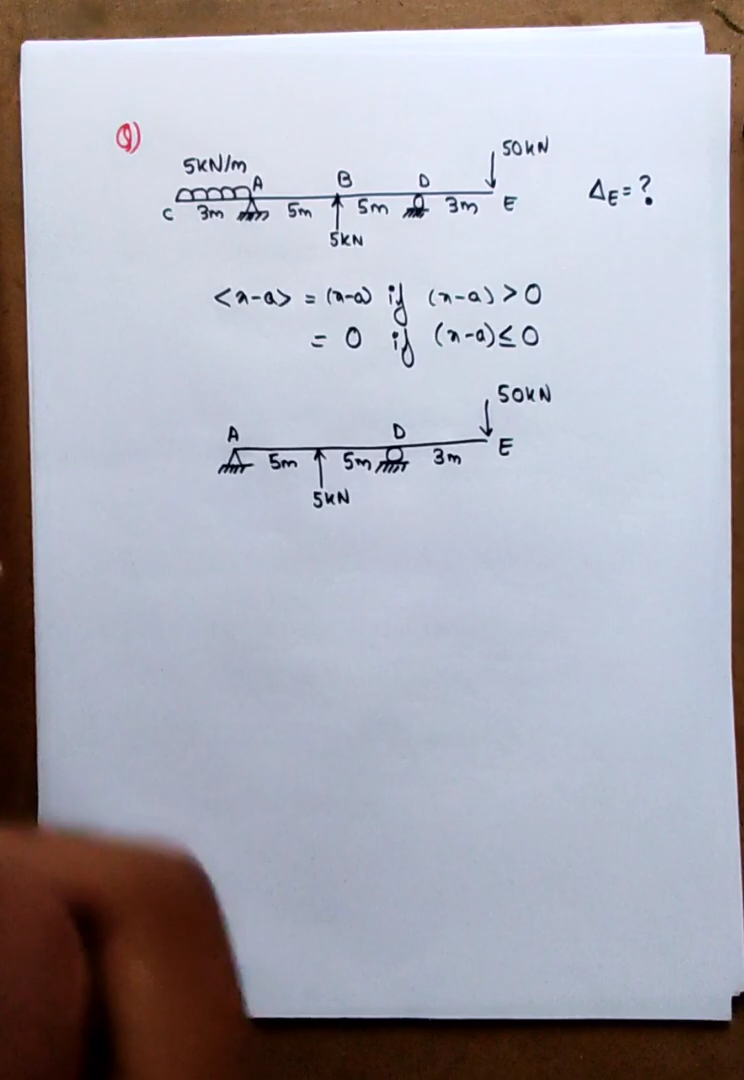 Q)
50KN
5KN/m
A B D
C 3m 5m 5m 3m E
5KN
ΔE = ?
<x-a> = (x-a) if (x-a) > 0
= 0 if (x-a) ≤ 0
50KN
A D
5m 5m 3m E
5KN